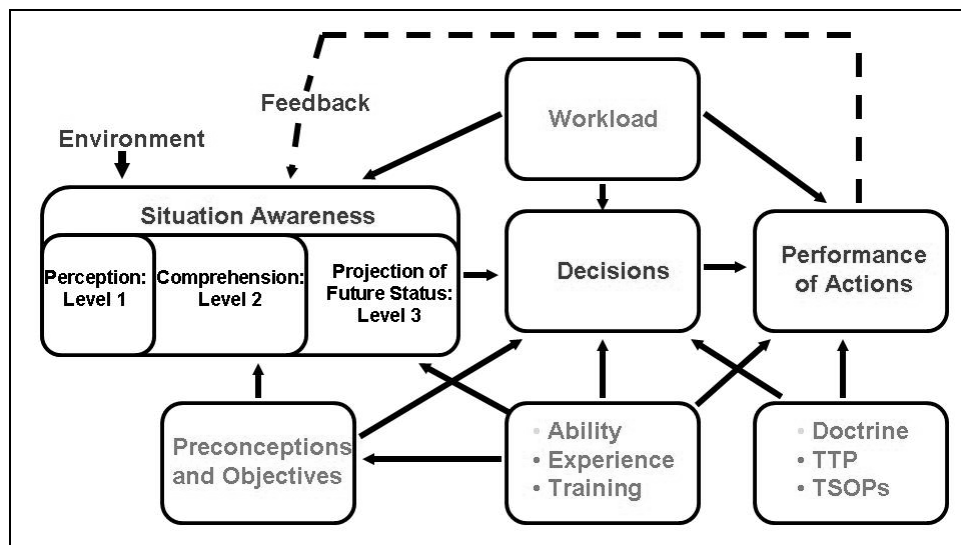 Feedback
Workload
Environment
Situation Awareness
Perception:
Level 1
Comprehension:
Level 2
Projection of
Future Status:
Level 3
Decisions
Performance
of Actions
Preconceptions
and Objectives
• Ability
• Experience
• Training
• Doctrine
• TTP
• TSOPs